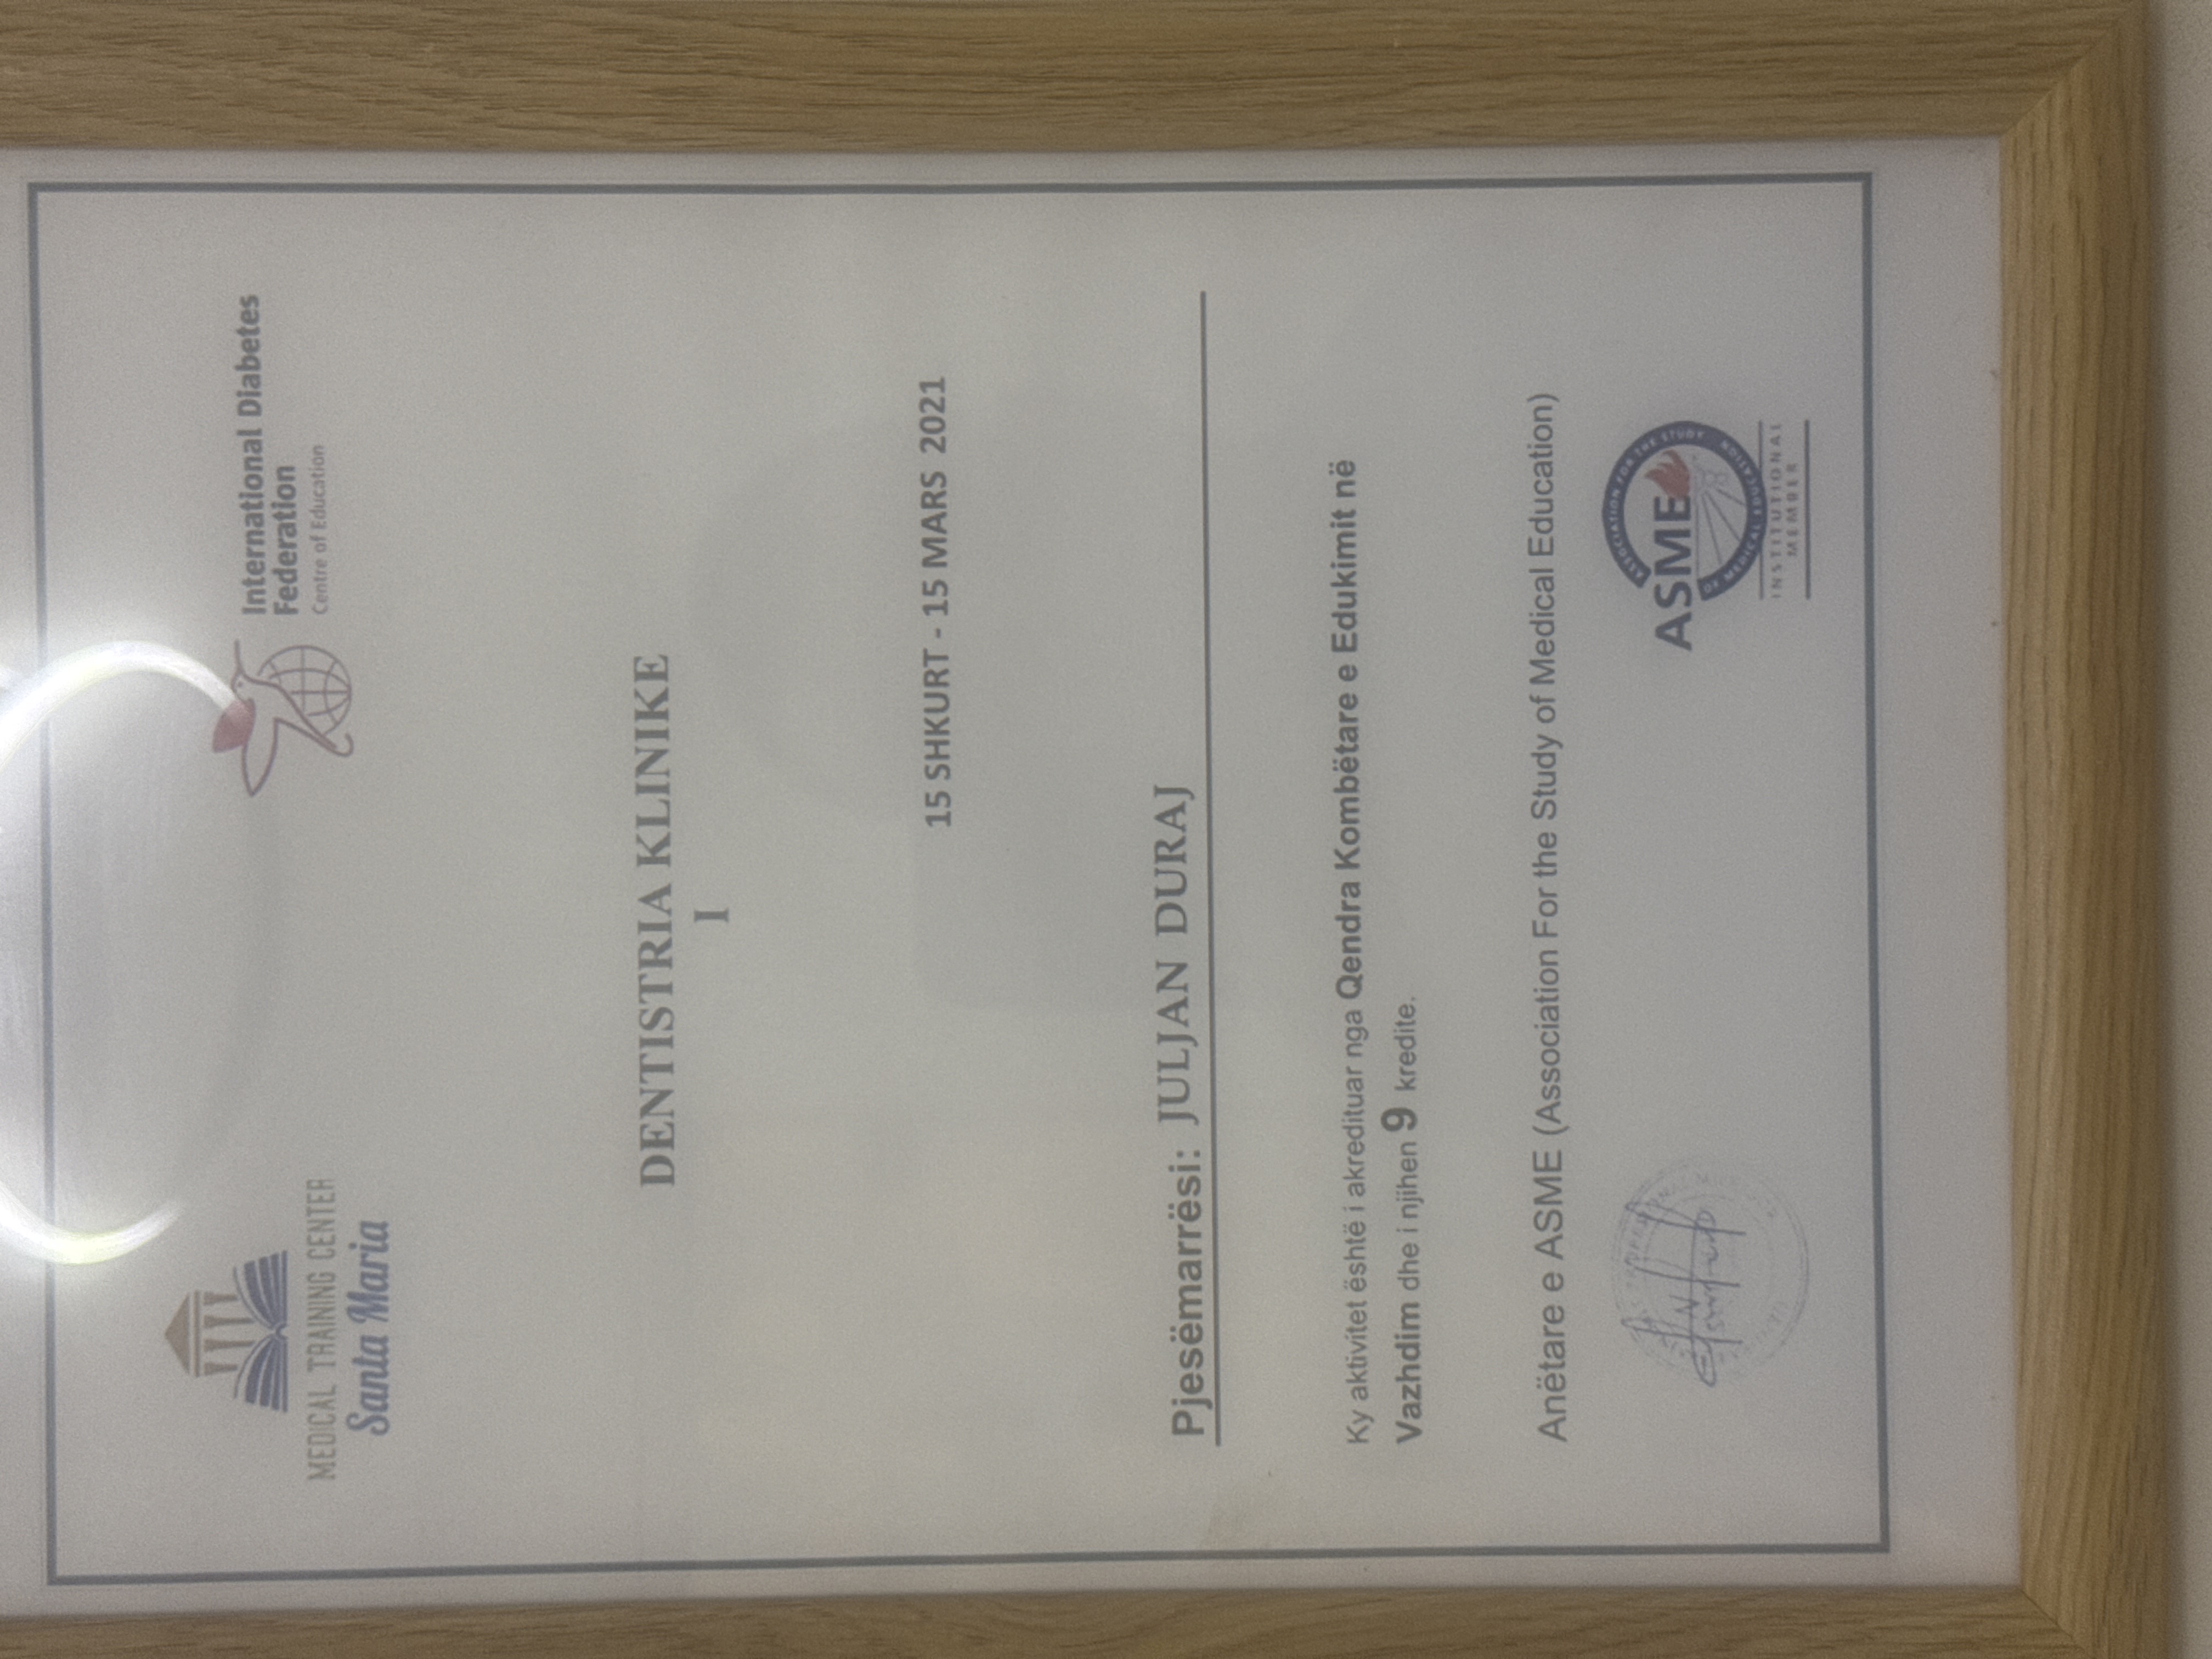 MEDICAL TRAINING CENTER
Santa Maria
International Diabetes
Federation
Centre of Education
DENTISTRIA KLINIKE
I
15 SHKURT - 15 MARS 2021
Pjesëmarrësi: JULJAN DURAJ
Ky aktivitet është i akredituar nga Qendra Kombëtare e Edukimit në
Vazhdim dhe i njihen 9 kredite.
Anëtare e ASME (Association For the Study of Medical Education)
ASSOCIATION FOR THE STUDY
ASME
OF MEDICAL EDUCATION
INSTITUTIONAL
MEMBER